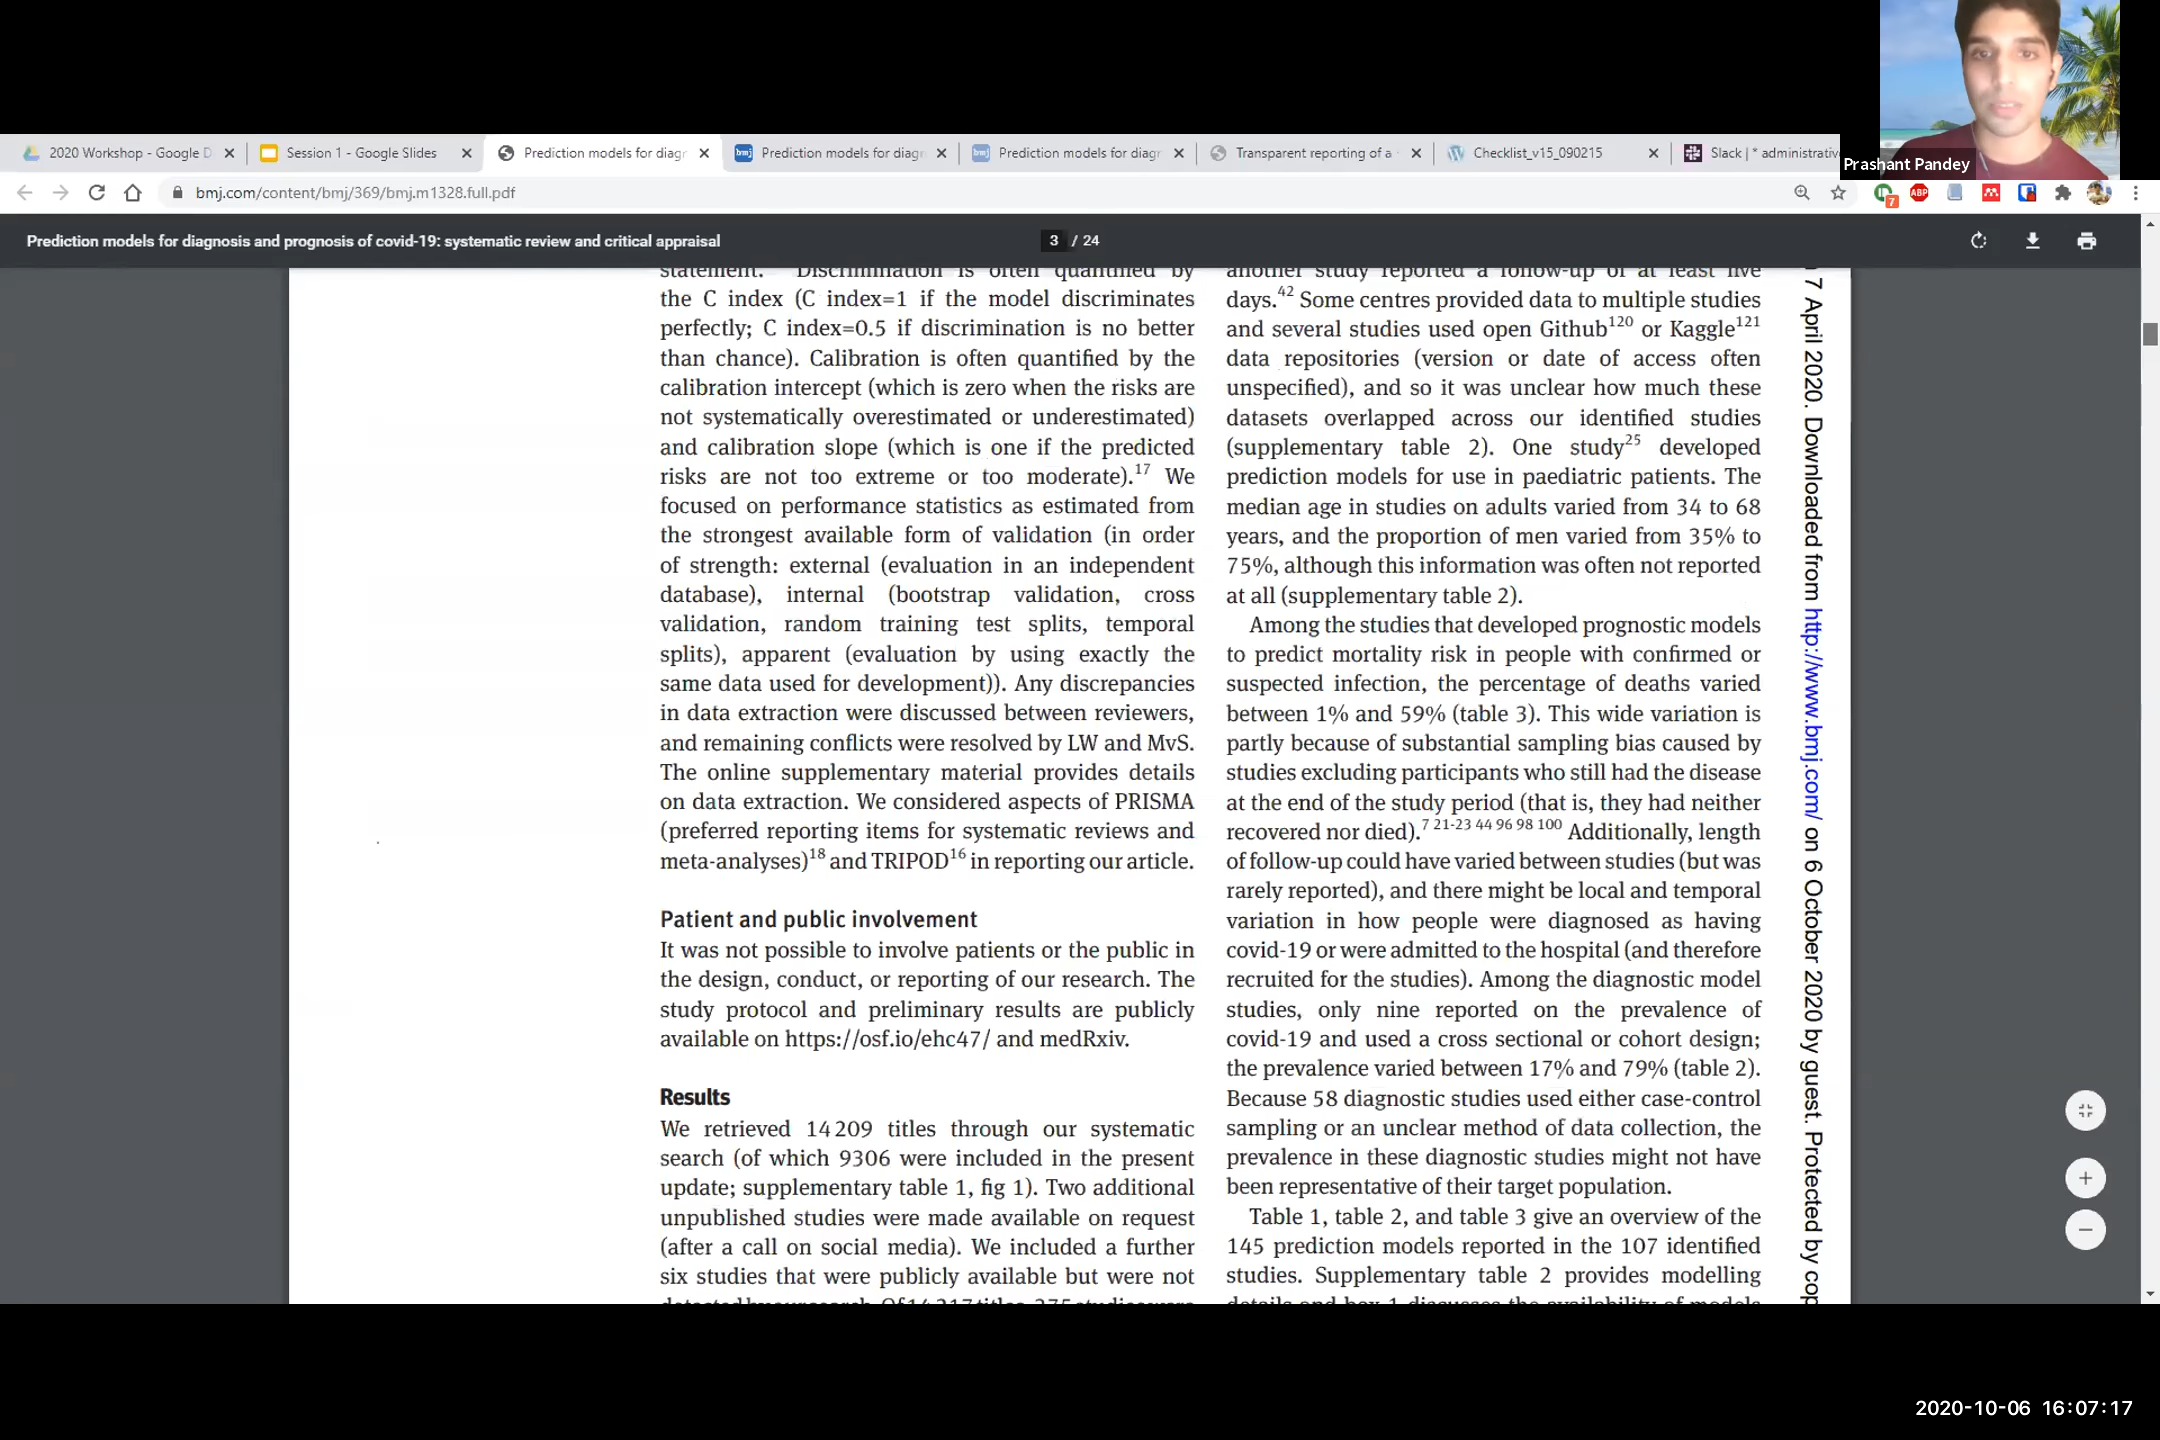 Prashant Pandey
2020 Workshop - Google D
Session 1 - Google Slides
Prediction models for diagr
Prediction models for diagn
Prediction models for diagr
Transparent reporting of a
Checklist_v15_090215
Slack | * administrativ
bmj.com/content/bmj/369/bmj.m1328.full.pdf
ABP
7
Prediction models for diagnosis and prognosis of covid-19: systematic review and critical appraisal
3 / 24
statement. Discrimination is often quantified by
the C index (C index=1 if the model discriminates
perfectly; C index=0.5 if discrimination is no better
than chance). Calibration is often quantified by the
calibration intercept (which is zero when the risks are
not systematically overestimated or underestimated)
and calibration slope (which is one if the predicted
risks are not too extreme or too moderate).17 We
focused on performance statistics as estimated from
the strongest available form of validation (in order
of strength: external (evaluation in an independent
database), internal (bootstrap validation, cross
validation, random training test splits, temporal
splits), apparent (evaluation by using exactly the
same data used for development)). Any discrepancies
in data extraction were discussed between reviewers,
and remaining conflicts were resolved by LW and MvS.
The online supplementary material provides details
on data extraction. We considered aspects of PRISMA
(preferred reporting items for systematic reviews and
meta-analyses)18 and TRIPOD16 in reporting our article.
Patient and public involvement
It was not possible to involve patients or the public in
the design, conduct, or reporting of our research. The
study protocol and preliminary results are publicly
available on https://osf.io/ehc47/ and medRxiv.
Results
We retrieved 14 209 titles through our systematic
search (of which 9306 were included in the present
update; supplementary table 1, fig 1). Two additional
unpublished studies were made available on request
(after a call on social media). We included a further
six studies that were publicly available but were not
another study reported a follow-up of at least five
days.42 Some centres provided data to multiple studies
and several studies used open Github120 or Kaggle121
data repositories (version or date of access often
unspecified), and so it was unclear how much these
datasets overlapped across our identified studies
(supplementary table 2). One study25 developed
prediction models for use in paediatric patients. The
median age in studies on adults varied from 34 to 68
years, and the proportion of men varied from 35% to
75%, although this information was often not reported
at all (supplementary table 2).
Among the studies that developed prognostic models
to predict mortality risk in people with confirmed or
suspected infection, the percentage of deaths varied
between 1% and 59% (table 3). This wide variation is
partly because of substantial sampling bias caused by
studies excluding participants who still had the disease
at the end of the study period (that is, they had neither
recovered nor died).7 21-23 44 96 98 100 Additionally, length
of follow-up could have varied between studies (but was
rarely reported), and there might be local and temporal
variation in how people were diagnosed as having
covid-19 or were admitted to the hospital (and therefore
recruited for the studies). Among the diagnostic model
studies, only nine reported on the prevalence of
covid-19 and used a cross sectional or cohort design;
the prevalence varied between 17% and 79% (table 2).
Because 58 diagnostic studies used either case-control
sampling or an unclear method of data collection, the
prevalence in these diagnostic studies might not have
been representative of their target population.
Table 1, table 2, and table 3 give an overview of the
145 prediction models reported in the 107 identified
studies. Supplementary table 2 provides modelling
details and box 1 discusses the availability of models
7 April 2020. Downloaded from http://www.bmj.com/ on 6 October 2020 by guest. Protected by cop
2020-10-06 16:07:17